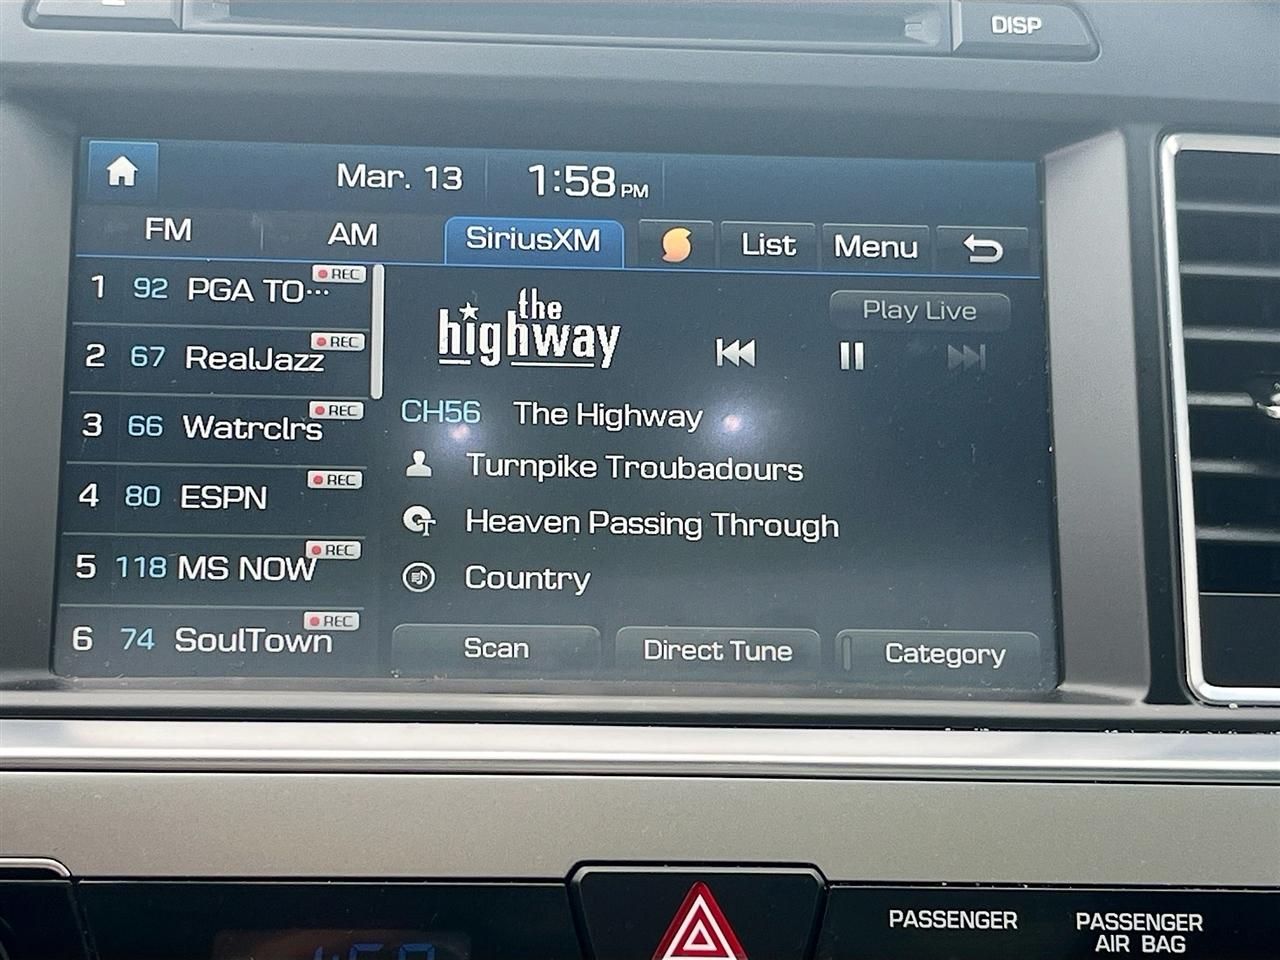 DISP
Mar. 13 1:58 PM
FM AM SiriusXM List Menu
1 92 PGA TO... REC
2 67 RealJazz REC
3 66 Watrclrs REC
4 80 ESPN REC
5 118 MS NOW REC
6 74 SoulTown REC
the
highway
Play Live
CH56 The Highway
Turnpike Troubadours
Heaven Passing Through
Country
Scan Direct Tune Category
PASSENGER
PASSENGER
AIR BAG